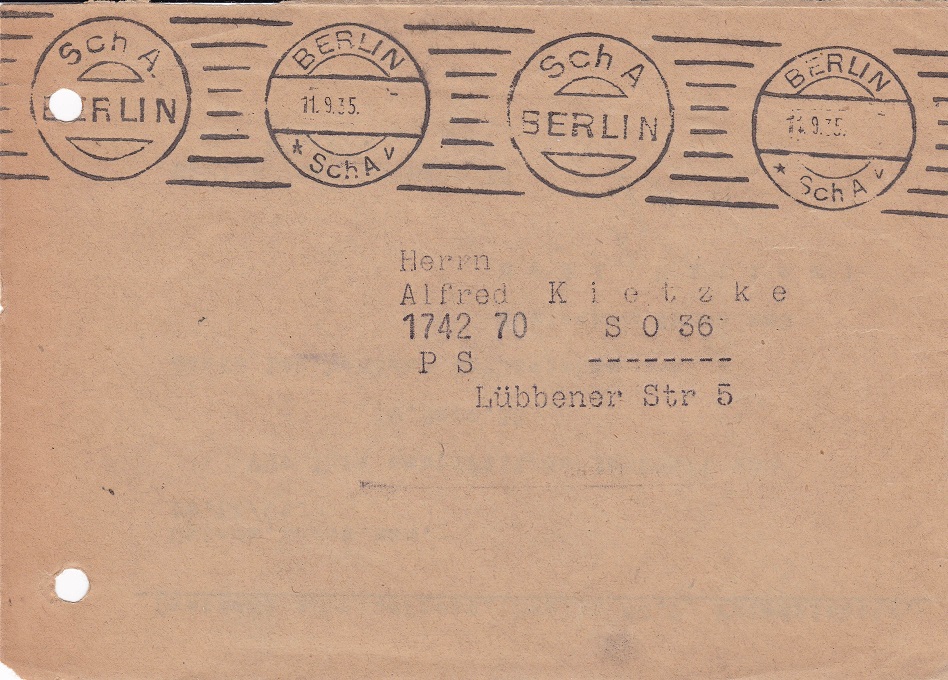 Sch A.
BERLIN
BERLIN
11.9.35.
* Sch A v
Sch A
BERLIN
BERLIN
11.9.35.
* Sch A v
Herrn
Alfred K i e t z k e
1742 70 S O 36
P S --------
Lübbener Str 5